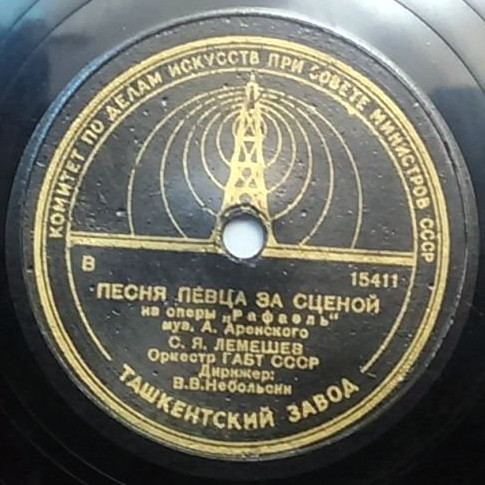 КОМИТЕТ ПО ДЕЛАМ ИСКУССТВ ПРИ СОВЕТЕ МИНИСТРОВ СССР
В 15411
ПЕСНЯ ПЕВЦА ЗА СЦЕНОЙ
из оперы „Рафаэль“
муз. А. Аренского
С. Я. ЛЕМЕШЕВ
Оркестр ГАБТ СССР
Дирижер:
В.В.Небольсин
ТАШКЕНТСКИЙ ЗАВОД